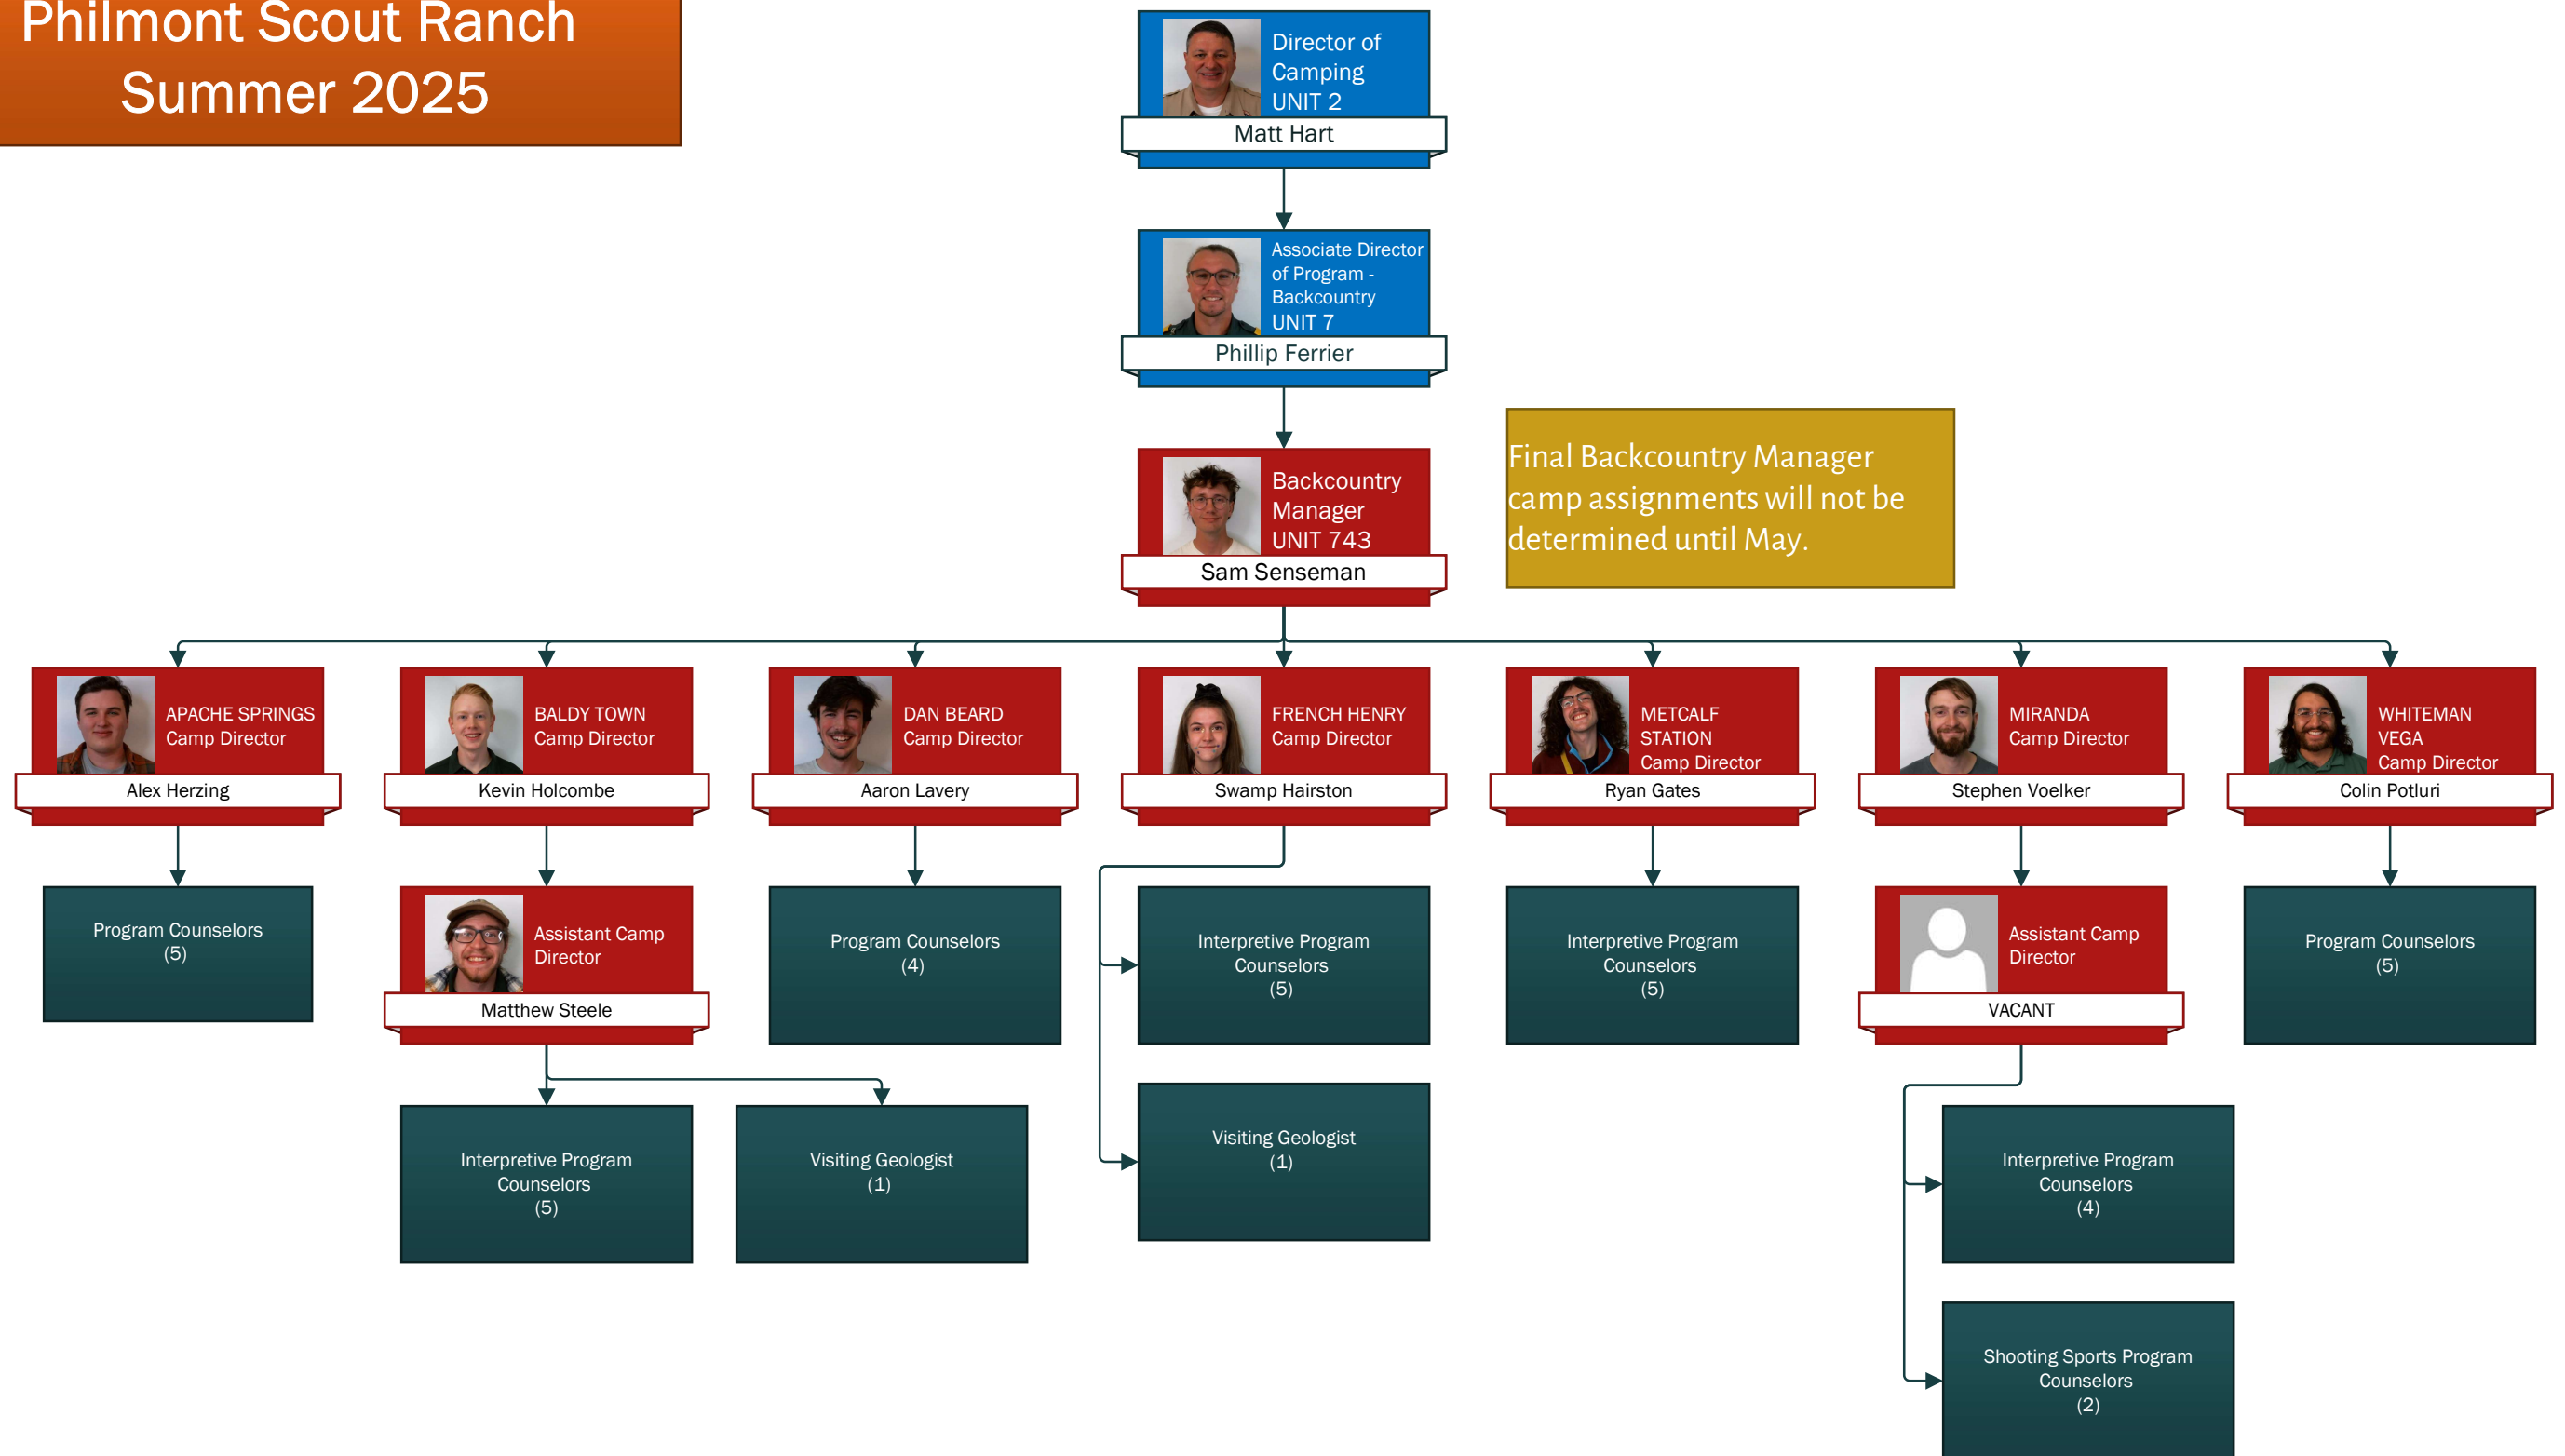 Philmont Scout Ranch
Summer 2025
Director of
Camping
UNIT 2
Matt Hart
Associate Director
of Program -
Backcountry
UNIT 7
Phillip Ferrier
Backcountry
Manager
UNIT 743
Sam Senseman
Final Backcountry Manager
camp assignments will not be
determined until May.
APACHE SPRINGS
Camp Director
Alex Herzing
BALDY TOWN
Camp Director
Kevin Holcombe
DAN BEARD
Camp Director
Aaron Lavery
FRENCH HENRY
Camp Director
Swamp Hairston
METCALF
STATION
Camp Director
Ryan Gates
MIRANDA
Camp Director
Stephen Voelker
WHITEMAN
VEGA
Camp Director
Colin Potluri
Program Counselors
(5)
Assistant Camp
Director
Matthew Steele
Program Counselors
(4)
Interpretive Program
Counselors
(5)
Interpretive Program
Counselors
(5)
Assistant Camp
Director
VACANT
Program Counselors
(5)
Interpretive Program
Counselors
(5)
Visiting Geologist
(1)
Visiting Geologist
(1)
Interpretive Program
Counselors
(4)
Shooting Sports Program
Counselors
(2)